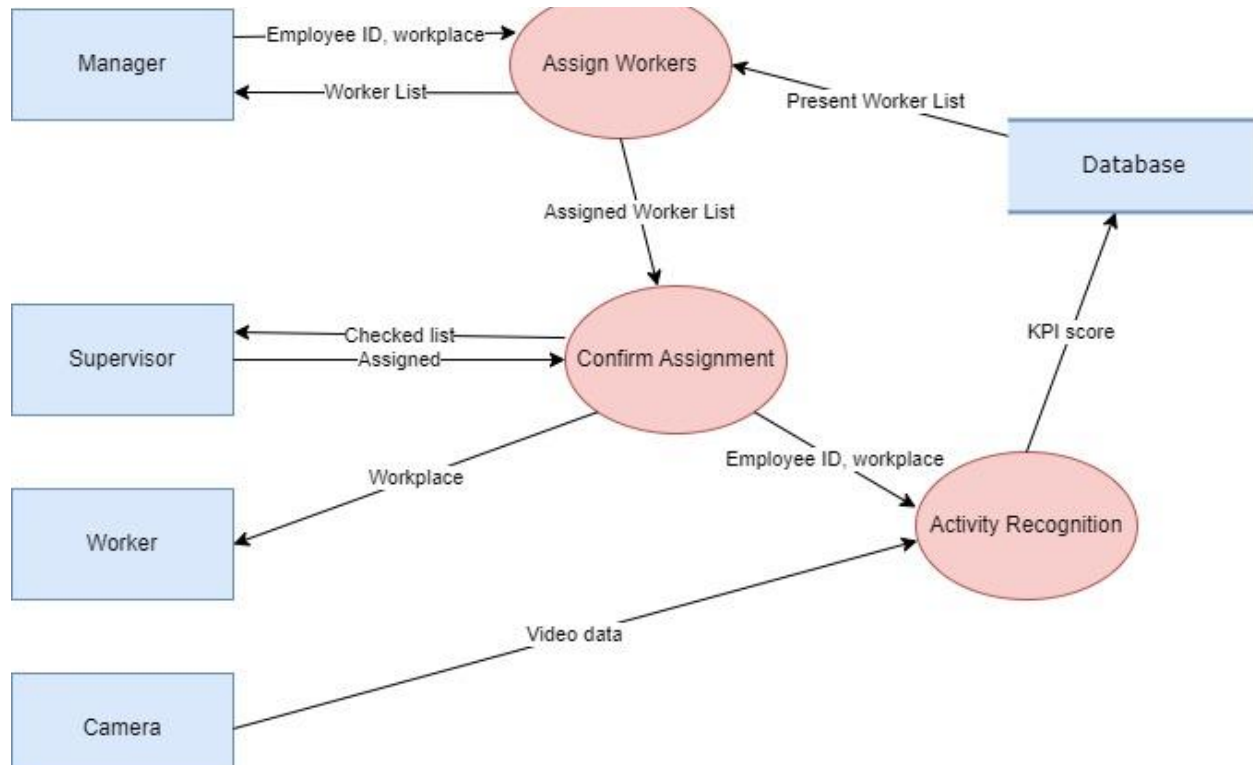 Employee ID, workplace
Manager
Assign Workers
Worker List
Present Worker List
Database
Assigned Worker List
Checked list
Supervisor
Assigned
Confirm Assignment
KPI score
Employee ID, workplace
Workplace
Worker
Activity Recognition
Video data
Camera